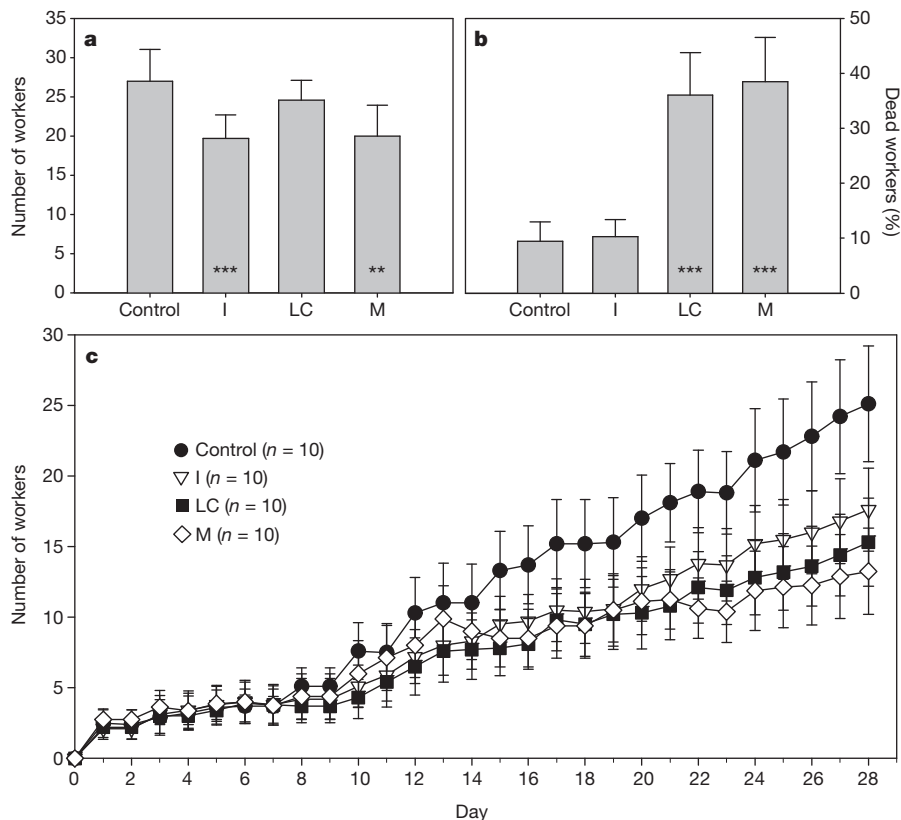 a
Number of workers
35
30
25
20
15
10
5
0
***
**
Control I LC M
b
50
40
30
20
10
0
Dead workers (%)
*** ***
Control I LC M
c
Number of workers
30
25
20
15
10
5
0
Control (n = 10)
I (n = 10)
LC (n = 10)
M (n = 10)
0 2 4 6 8 10 12 14 16 18 20 22 24 26 28
Day